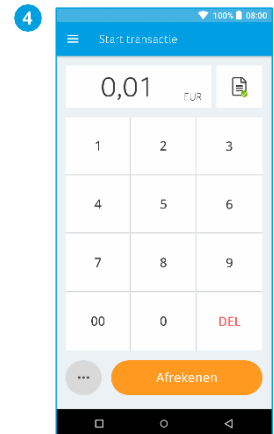 4
100% 08:00
Start transactie
0,01 EUR
1 2 3
4 5 6
7 8 9
00 0 DEL
... Afrekenen